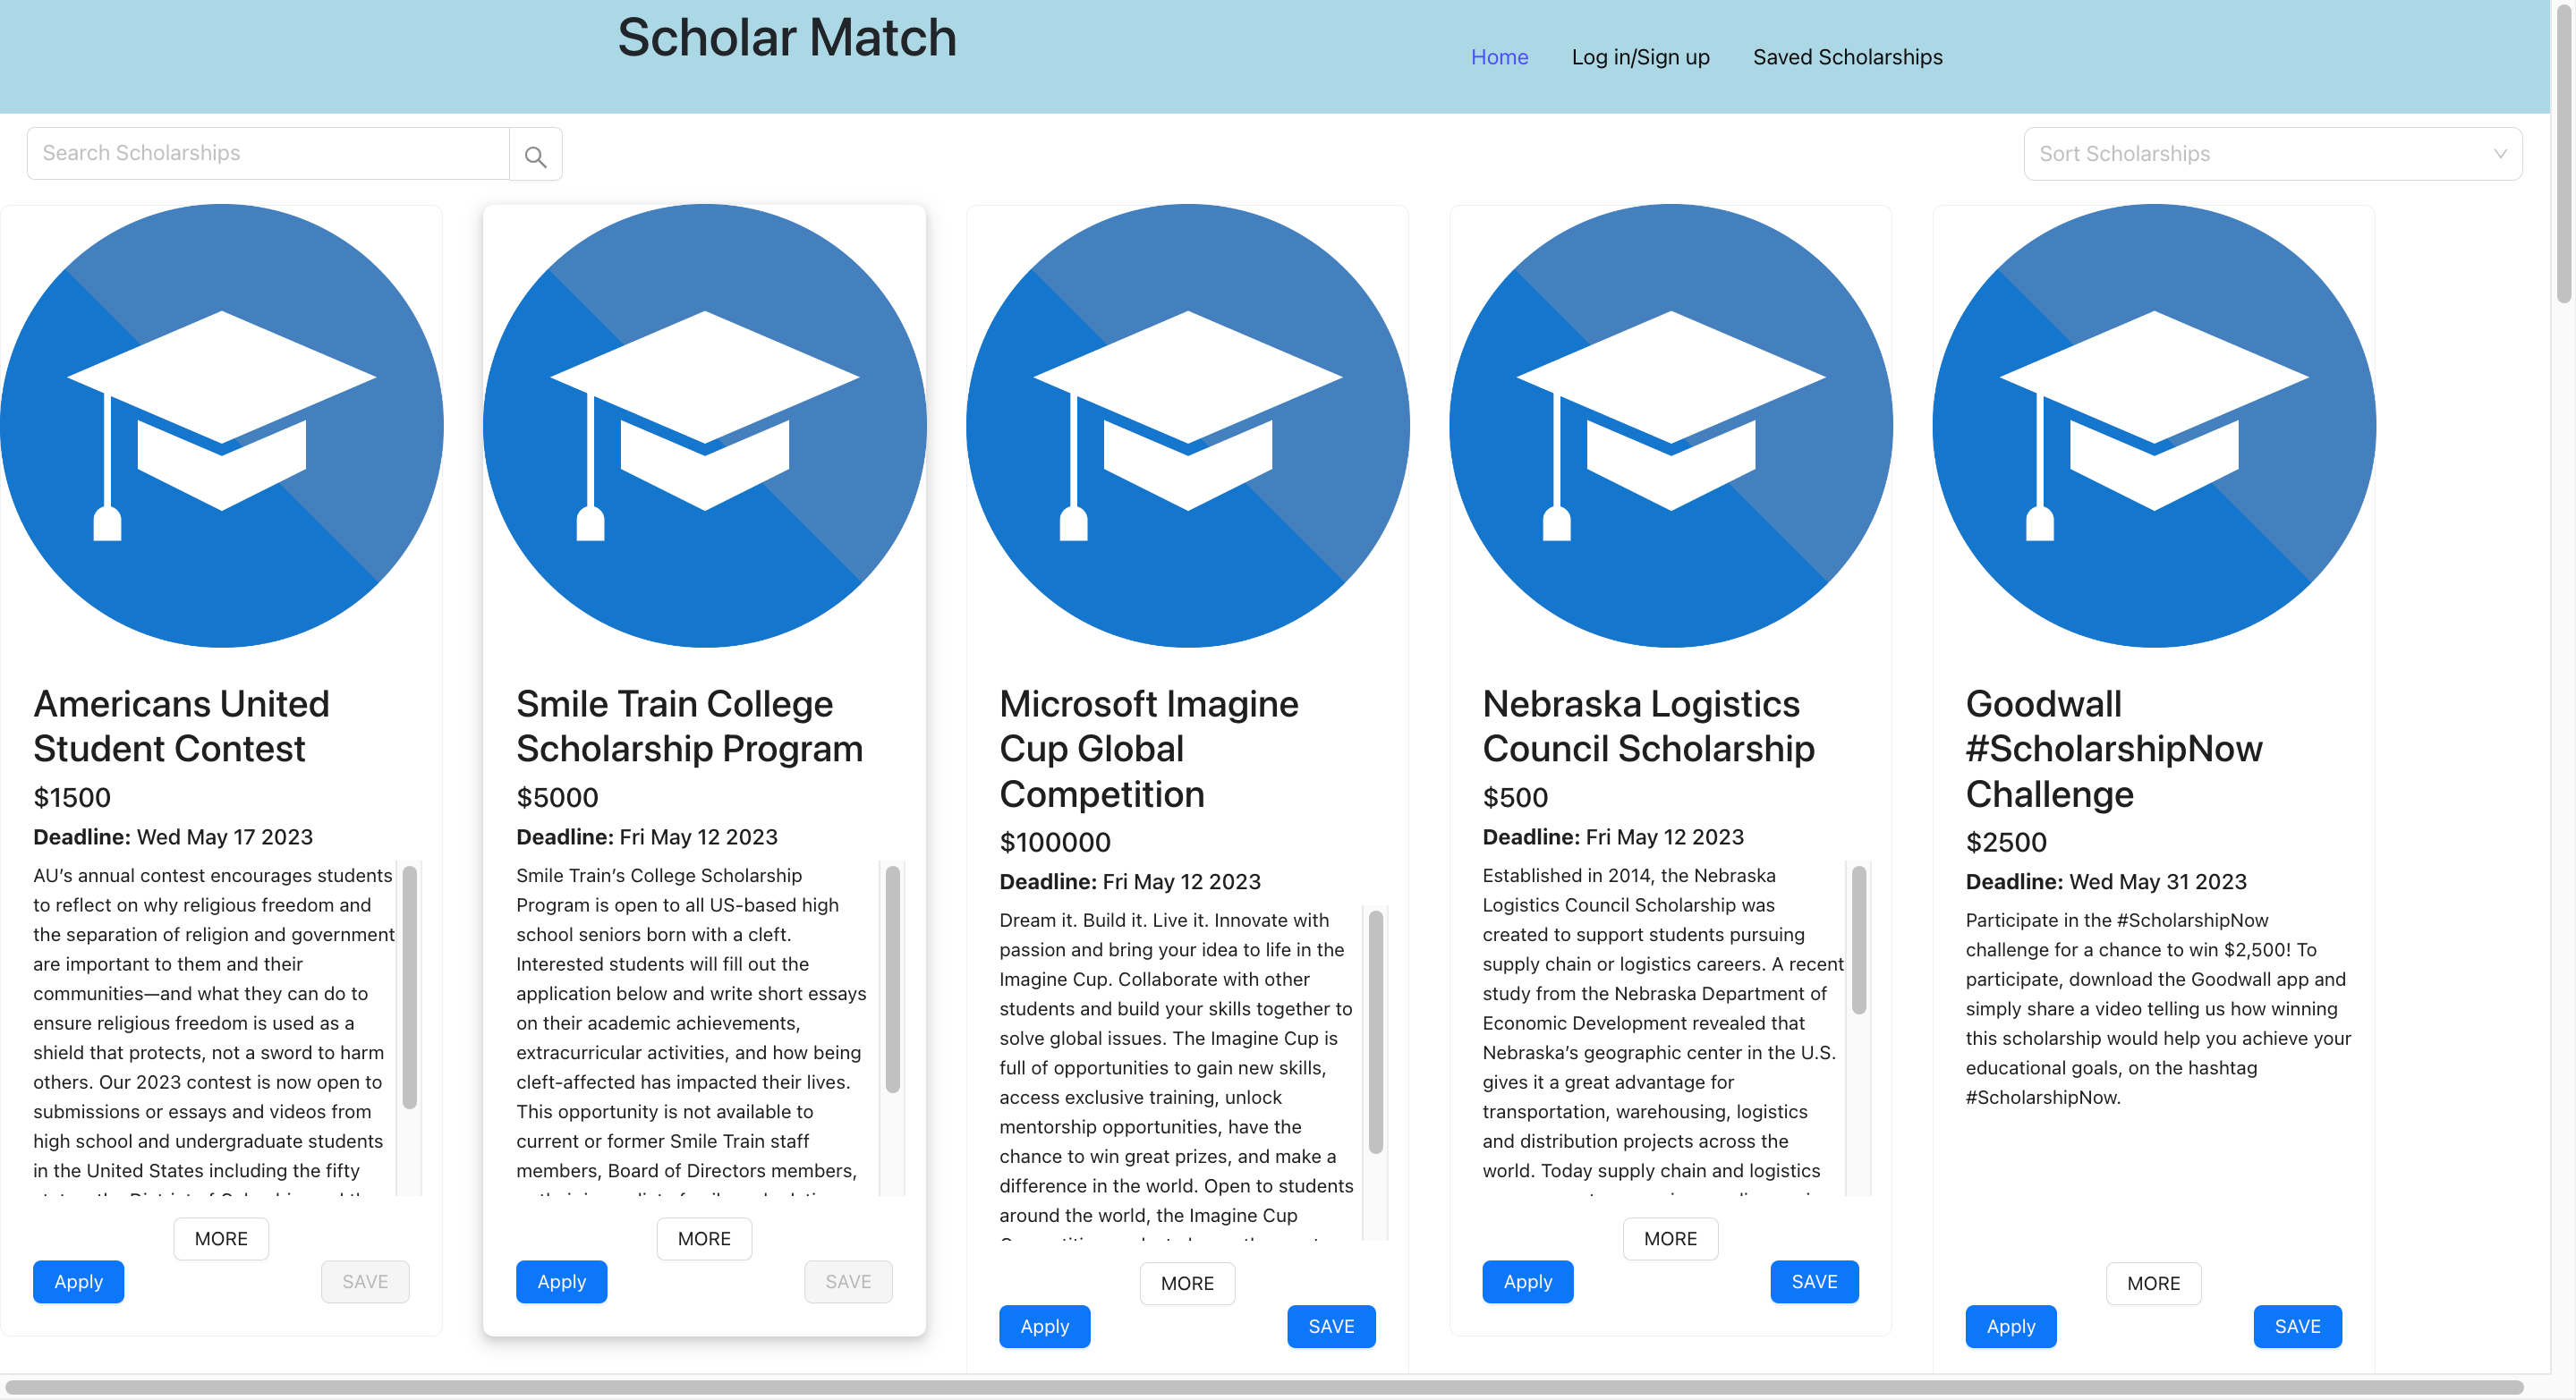 Scholar Match
Home
Log in/Sign up
Saved Scholarships
Search Scholarships
Sort Scholarships
Americans United
Student Contest
$1500
Deadline: Wed May 17 2023
AU’s annual contest encourages students
to reflect on why religious freedom and
the separation of religion and government
are important to them and their
communities—and what they can do to
ensure religious freedom is used as a
shield that protects, not a sword to harm
others. Our 2023 contest is now open to
submissions or essays and videos from
high school and undergraduate students
in the United States including the fifty
MORE
Apply
SAVE
Smile Train College
Scholarship Program
$5000
Deadline: Fri May 12 2023
Smile Train’s College Scholarship
Program is open to all US-based high
school seniors born with a cleft.
Interested students will fill out the
application below and write short essays
on their academic achievements,
extracurricular activities, and how being
cleft-affected has impacted their lives.
This opportunity is not available to
current or former Smile Train staff
members, Board of Directors members,
MORE
Apply
SAVE
Microsoft Imagine
Cup Global
Competition
$100000
Deadline: Fri May 12 2023
Dream it. Build it. Live it. Innovate with
passion and bring your idea to life in the
Imagine Cup. Collaborate with other
students and build your skills together to
solve global issues. The Imagine Cup is
full of opportunities to gain new skills,
access exclusive training, unlock
mentorship opportunities, have the
chance to win great prizes, and make a
difference in the world. Open to students
around the world, the Imagine Cup
MORE
Apply
SAVE
Nebraska Logistics
Council Scholarship
$500
Deadline: Fri May 12 2023
Established in 2014, the Nebraska
Logistics Council Scholarship was
created to support students pursuing
supply chain or logistics careers. A recent
study from the Nebraska Department of
Economic Development revealed that
Nebraska’s geographic center in the U.S.
gives it a great advantage for
transportation, warehousing, logistics
and distribution projects across the
world. Today supply chain and logistics
MORE
Apply
SAVE
Goodwall
#ScholarshipNow
Challenge
$2500
Deadline: Wed May 31 2023
Participate in the #ScholarshipNow
challenge for a chance to win $2,500! To
participate, download the Goodwall app and
simply share a video telling us how winning
this scholarship would help you achieve your
educational goals, on the hashtag
#ScholarshipNow.
MORE
Apply
SAVE